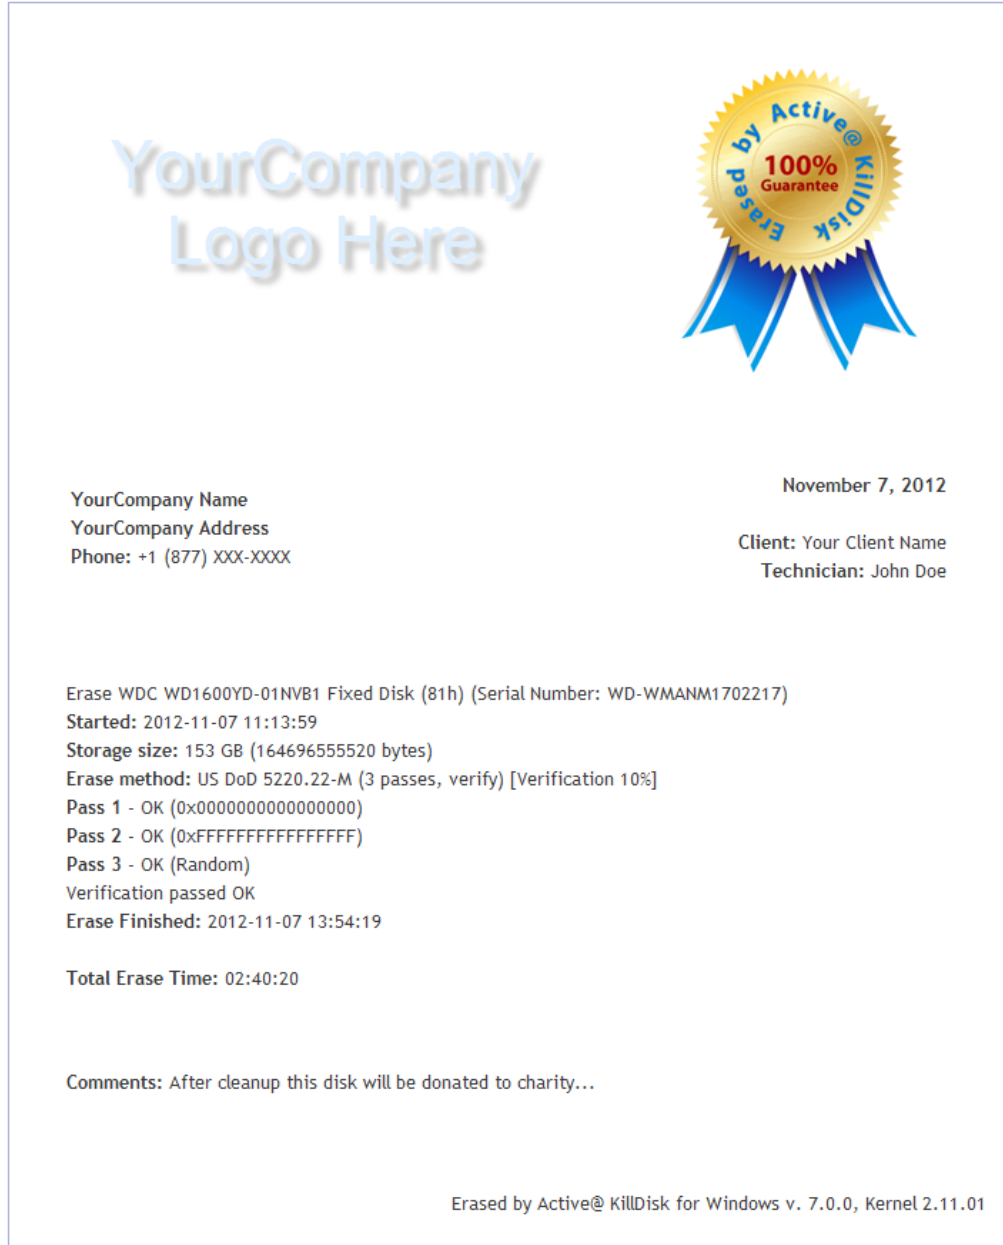 YourCompany
Logo Here
Erased by Active@ KillDisk
100%
Guarantee
YourCompany Name
YourCompany Address
Phone: +1 (877) XXX-XXXX
November 7, 2012
Client: Your Client Name
Technician: John Doe
Erase WDC WD1600YD-01NVB1 Fixed Disk (81h) (Serial Number: WD-WMANM1702217)
Started: 2012-11-07 11:13:59
Storage size: 153 GB (164696555520 bytes)
Erase method: US DoD 5220.22-M (3 passes, verify) [Verification 10%]
Pass 1 - OK (0x0000000000000000)
Pass 2 - OK (0xFFFFFFFFFFFFFFFF)
Pass 3 - OK (Random)
Verification passed OK
Erase Finished: 2012-11-07 13:54:19
Total Erase Time: 02:40:20
Comments: After cleanup this disk will be donated to charity...
Erased by Active@ KillDisk for Windows v. 7.0.0, Kernel 2.11.01